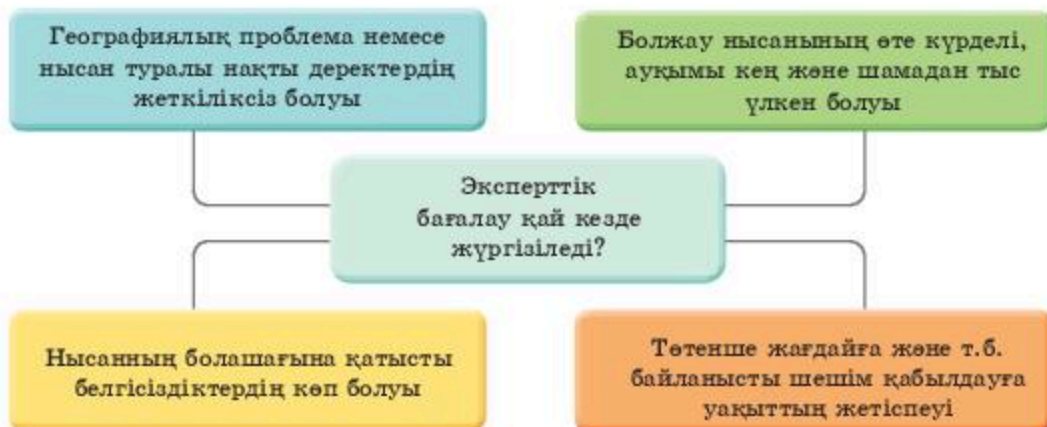 Географиялық проблема немесе
нысан туралы нақты деректердің
жеткіліксіз болуы
Болжау нысанының өте күрделі,
ауқымы кең және шамадан тыс
үлкен болуы
Эксперттік
бағалау қай кезде
жүргізіледі?
Нысанның болашағына қатысты
белгісіздіктердің көп болуы
Төтенше жағдайға және т.б.
байланысты шешім қабылдауға
уақыттың жетіспеуі